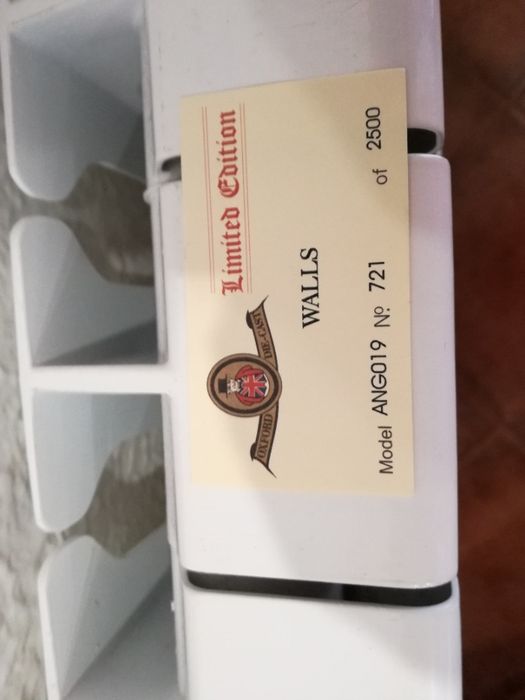 Limited Edition
OXFORD DIE-CAST
WALLS
Model ANG019 Nº 721 of 2500